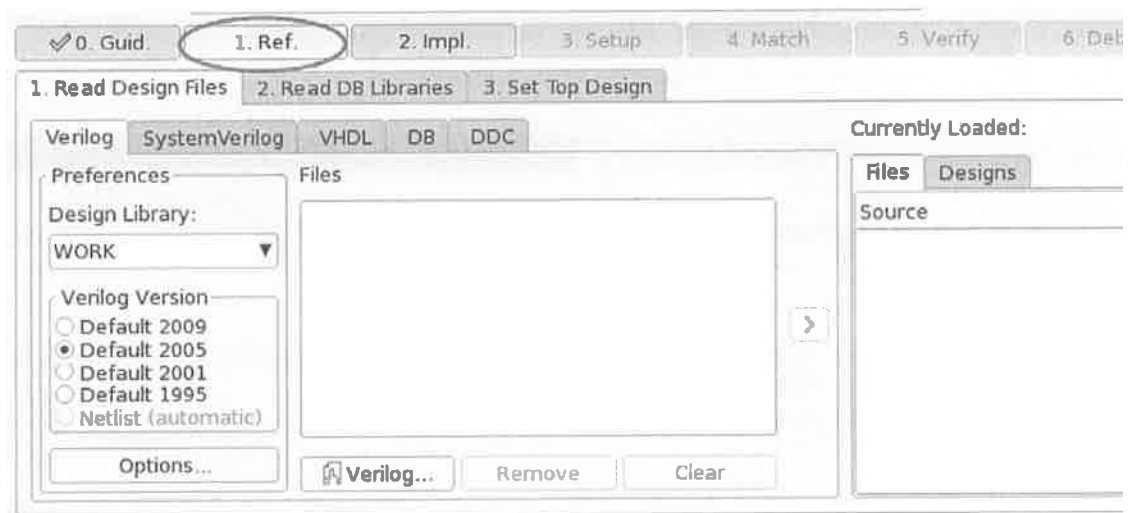 0. Guid. 1. Ref. 2. Impl. 3. Setup 4. Match 5. Verify 6. Deb
1. Read Design Files 2. Read DB Libraries 3. Set Top Design
Verilog SystemVerilog VHDL DB DDC
Currently Loaded:
Preferences Files
Files Designs
Design Library:
Source
WORK
Verilog Version
Default 2009
Default 2005
Default 2001
Default 1995
Netlist (automatic)
Options...
Verilog... Remove Clear